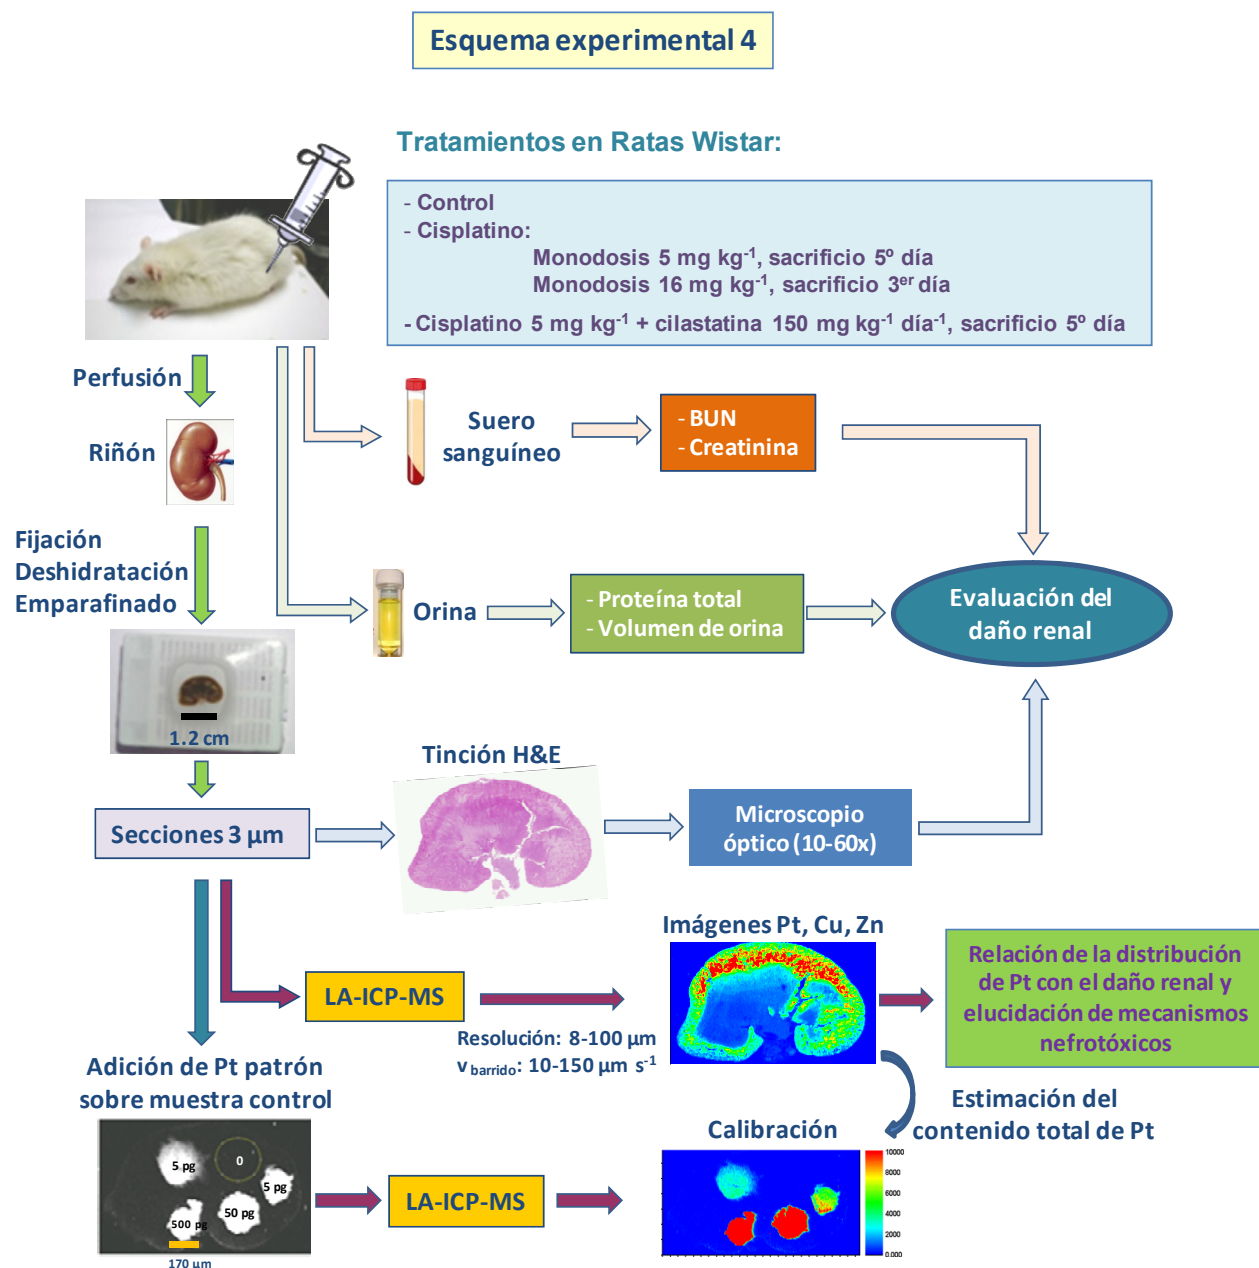 Esquema experimental 4
Tratamientos en Ratas Wistar:
- Control
- Cisplatino:
Monodosis 5 mg kg⁻¹, sacrificio 5º día
Monodosis 16 mg kg⁻¹, sacrificio 3ᵉʳ día
- Cisplatino 5 mg kg⁻¹ + cilastatina 150 mg kg⁻¹ día⁻¹, sacrificio 5º día
Perfusión
Riñón
Suero
sanguíneo
- BUN
- Creatinina
Fijación
Deshidratación
Emparafinado
Orina
- Proteína total
- Volumen de orina
Evaluación del
daño renal
1.2 cm
Secciones 3 µm
Tinción H&E
Microscopio
óptico (10-60x)
LA-ICP-MS
Resolución: 8-100 µm
v barrido: 10-150 µm s⁻¹
Imágenes Pt, Cu, Zn
Relación de la distribución
de Pt con el daño renal y
elucidación de mecanismos
nefrotóxicos
Adición de Pt patrón
sobre muestra control
5 pg
0
5 pg
50 pg
500 pg
170 µm
LA-ICP-MS
Calibración
Estimación del
contenido total de Pt
10000
8000
6000
4000
2000
0.000